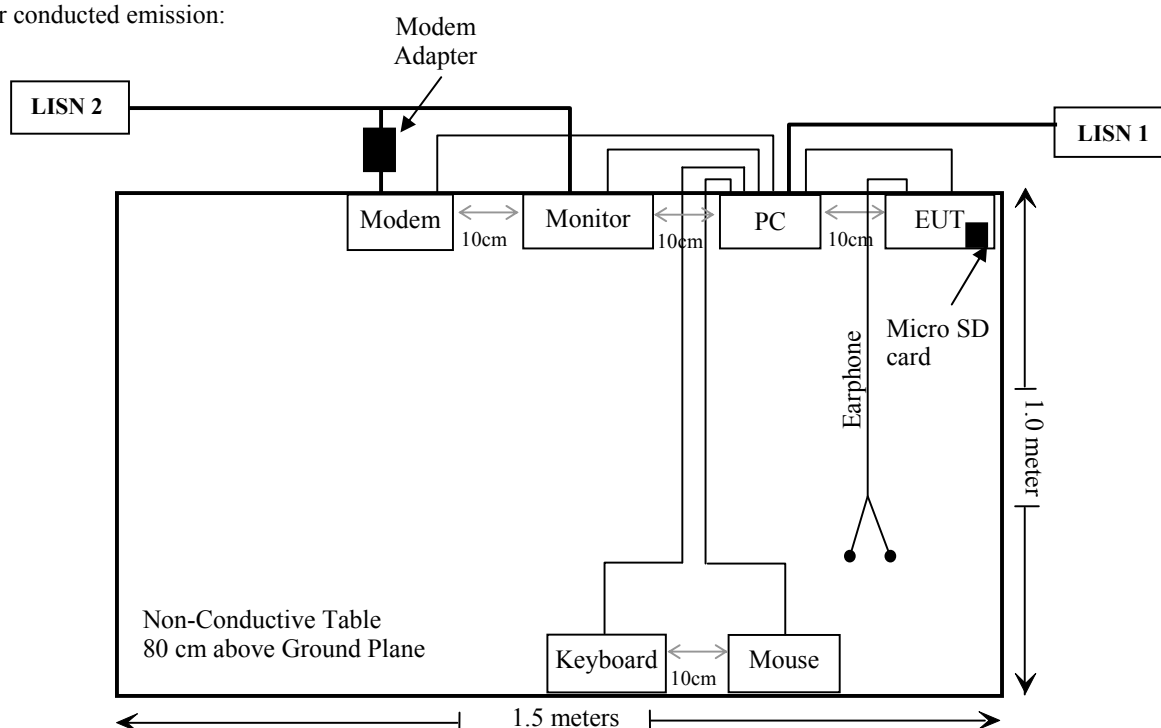 r conducted emission:
Modem
Adapter
LISN 2
LISN 1
Modem
10cm
Monitor
10cm
PC
10cm
EUT
Micro SD
card
Earphone
1.0 meter
Non-Conductive Table
80 cm above Ground Plane
Keyboard
10cm
Mouse
1.5 meters